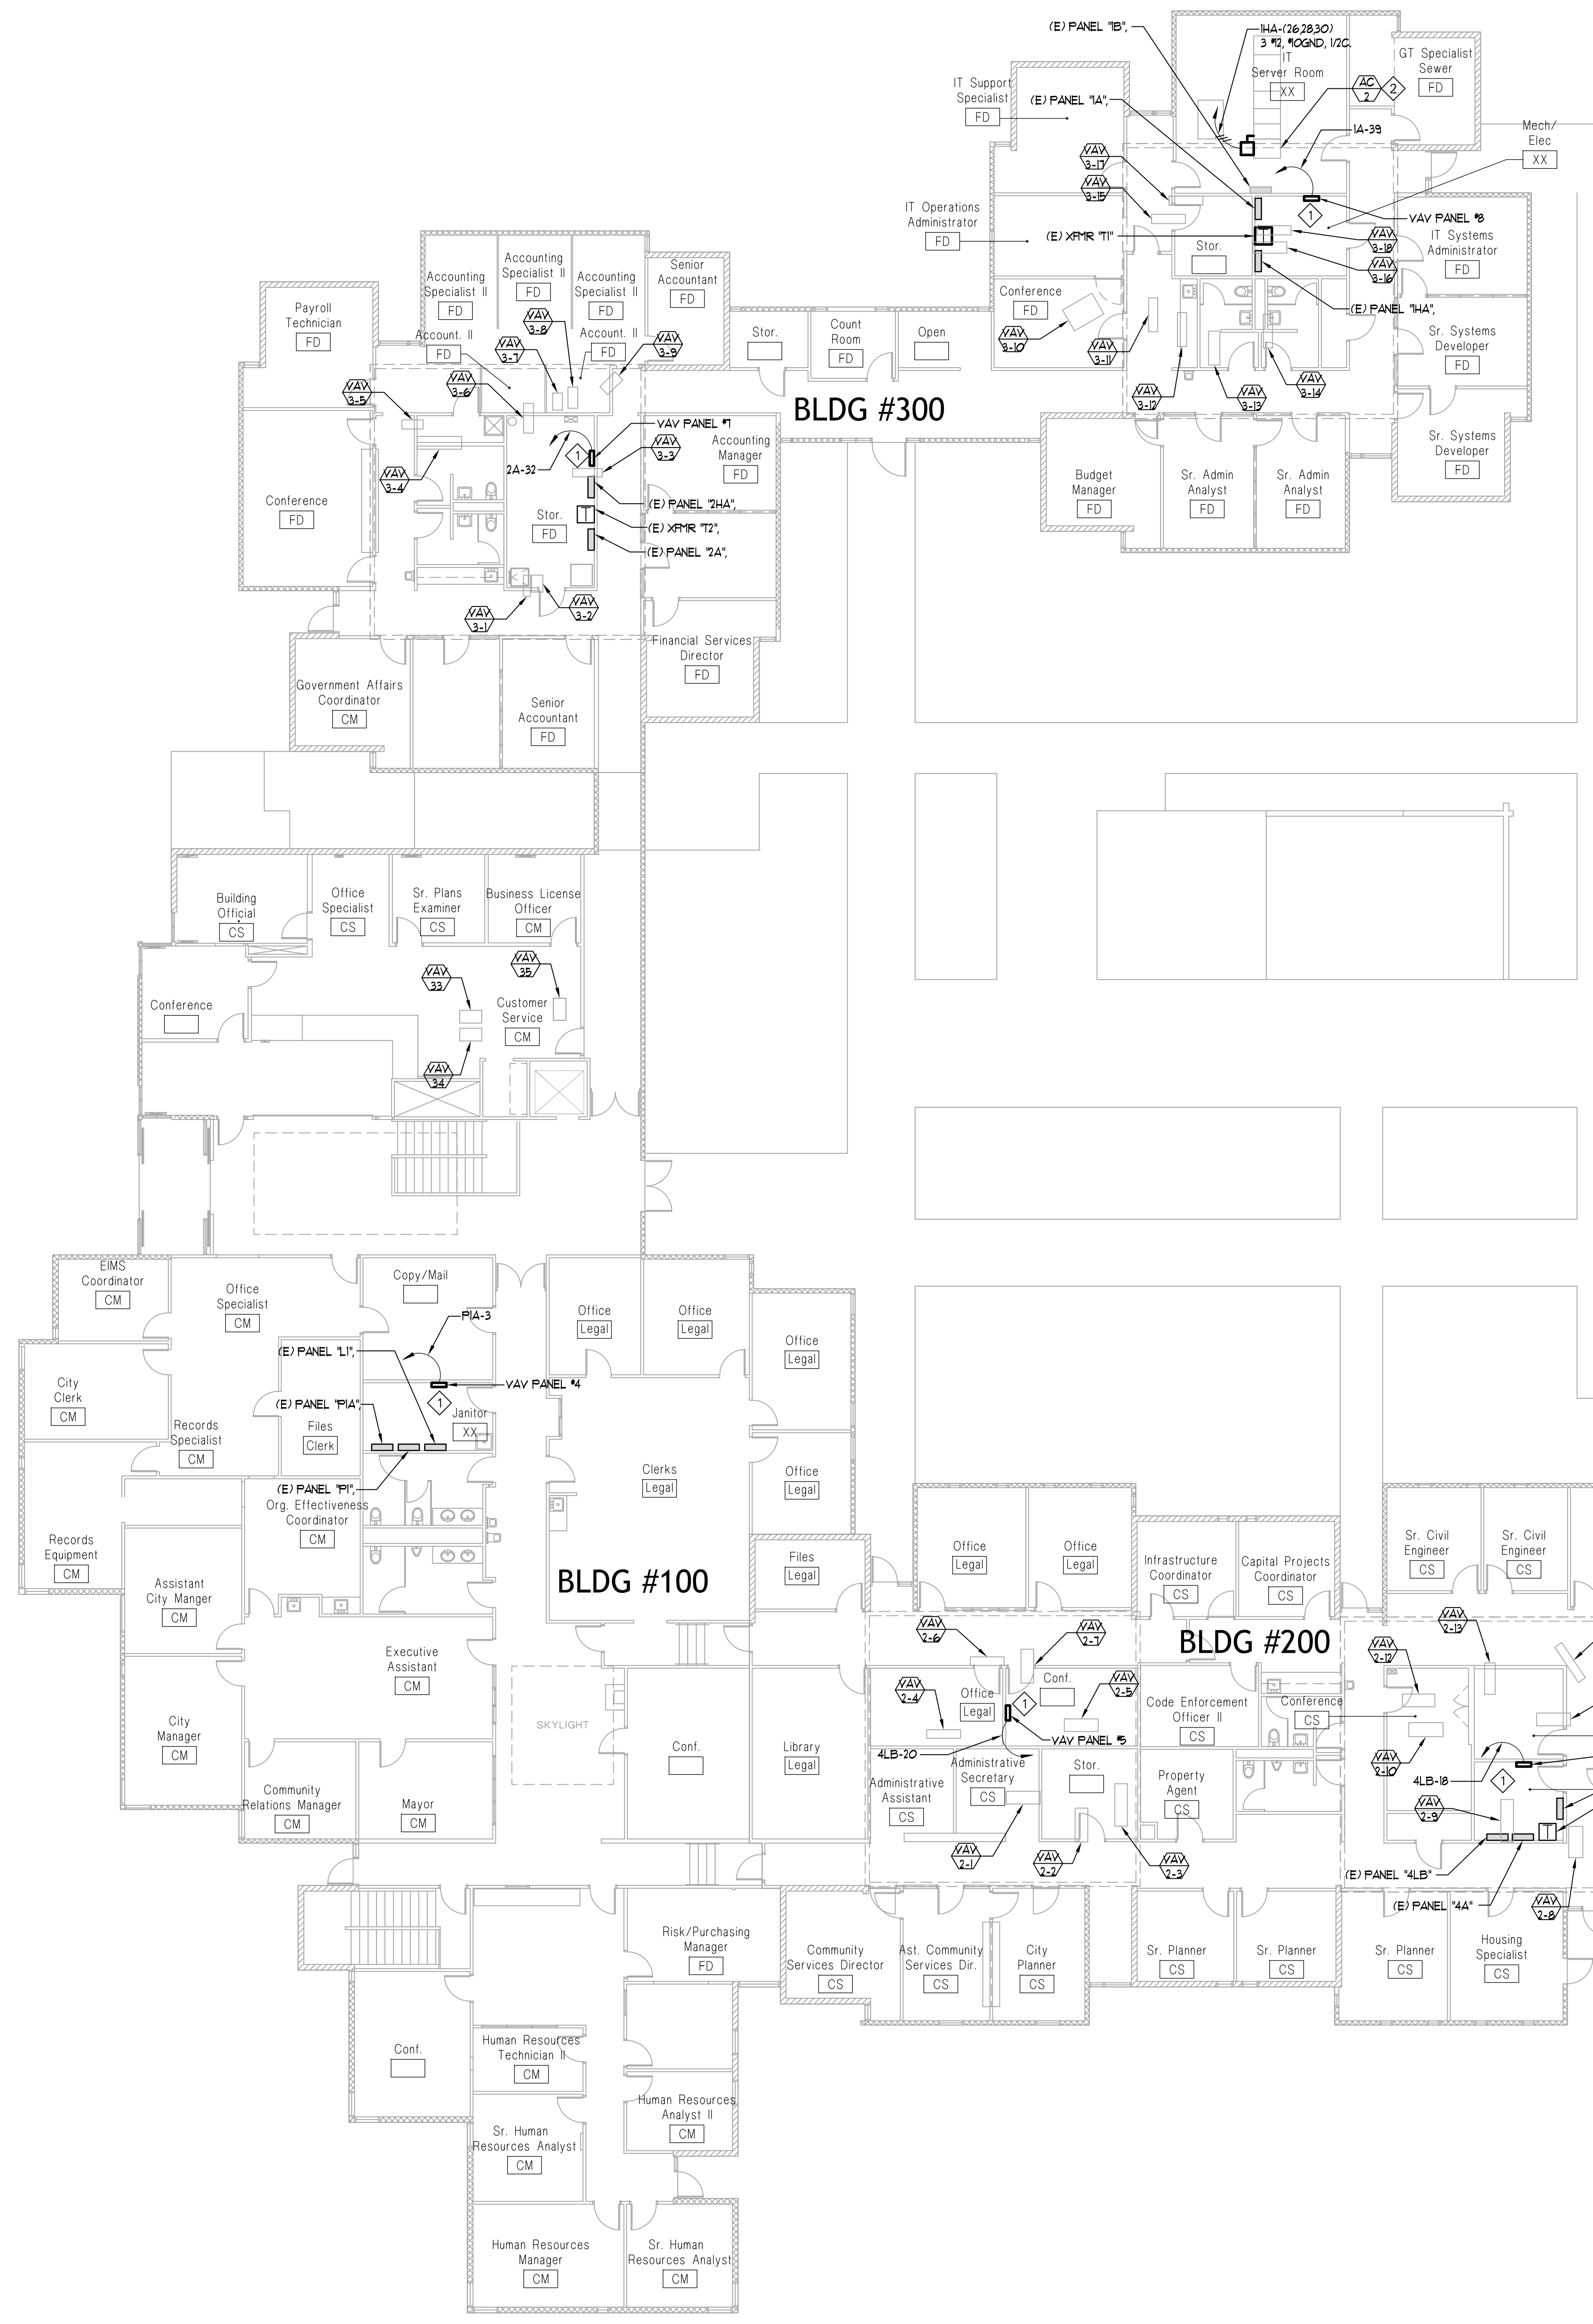 (E) PANEL "1B",
1HA-(26,28,30)
3 #12, #10GND, 1/2C.
IT
Server Room
XX
AC
2
2
GT Specialist
Sewer
FD
IT Support
Specialist
FD
(E) PANEL "1A",
1A-39
Mech/
Elec
XX
VAV
3-17
VAV
3-15
IT Operations
Administrator
FD
(E) XFMR "T1"
Stor.
1
VAV PANEL #8
VAV
3-18
VAV
3-16
IT Systems
Administrator
FD
(E) PANEL "1HA",
Conference
FD
VAV
3-10
VAV
3-11
VAV
3-12
VAV
3-13
VAV
3-14
Sr. Systems
Developer
FD
Sr. Systems
Developer
FD
Budget
Manager
FD
Sr. Admin
Analyst
FD
Sr. Admin
Analyst
FD
Payroll
Technician
FD
Accounting
Specialist II
FD
Accounting
Specialist II
FD
Accounting
Specialist II
FD
Senior
Accountant
FD
Account. II
FD
Account. II
FD
VAV
3-8
VAV
3-7
VAV
3-9
VAV
3-6
VAV
3-5
Stor.
Count
Room
FD
Open
BLDG #300
VAV PANEL #7
VAV
3-3
1
2A-32
VAV
3-4
Accounting
Manager
FD
Conference
FD
(E) PANEL "2HA",
Stor.
FD
(E) XFMR "T2",
(E) PANEL "2A",
VAV
3-1
VAV
3-2
Financial Services
Director
FD
Government Affairs
Coordinator
CM
Senior
Accountant
FD
Building
Official
CS
Office
Specialist
CS
Sr. Plans
Examiner
CS
Business License
Officer
CM
VAV
33
VAV
35
Conference
Customer
Service
CM
VAV
34
EIMS
Coordinator
CM
Office
Specialist
CM
Copy/Mail
P1A-3
Office
Legal
Office
Legal
Office
Legal
(E) PANEL "L1",
VAV PANEL #4
1
City
Clerk
CM
(E) PANEL "P1A",
Janitor
XX
Records
Specialist
CM
Files
Clerk
Clerks
Legal
Office
Legal
(E) PANEL "P1",
Org. Effectiveness
Coordinator
CM
Records
Equipment
CM
Assistant
City Manger
CM
BLDG #100
Files
Legal
Office
Legal
Office
Legal
Infrastructure
Coordinator
CS
Capital Projects
Coordinator
CS
Sr. Civil
Engineer
CS
Sr. Civil
Engineer
CS
Executive
Assistant
CM
VAV
2-6
VAV
2-7
BLDG #200
VAV
2-12
VAV
2-13
City
Manager
CM
SKYLIGHT
Conf.
Library
Legal
VAV
2-4
Office
Legal
1
Conf.
VAV
2-5
VAV PANEL #5
4LB-20
Code Enforcement
Officer II
CS
Conference
CS
VAV
2-10
4LB-18
1
VAV
2-9
Community
Relations Manager
CM
Mayor
CM
Administrative
Assistant
CS
Administrative
Secretary
CS
Stor.
Property
Agent
CS
VAV
2-1
VAV
2-2
VAV
2-3
(E) PANEL "4LB"
(E) PANEL "4A"
VAV
2-8
Risk/Purchasing
Manager
FD
Community
Services Director
CS
Ast. Community
Services Dir.
CS
City
Planner
CS
Sr. Planner
CS
Sr. Planner
CS
Sr. Planner
CS
Housing
Specialist
CS
Conf.
Human Resources
Technician II
CM
Human Resources
Analyst II
CM
Sr. Human
Resources Analyst
CM
Human Resources
Manager
CM
Sr. Human
Resources Analyst
CM